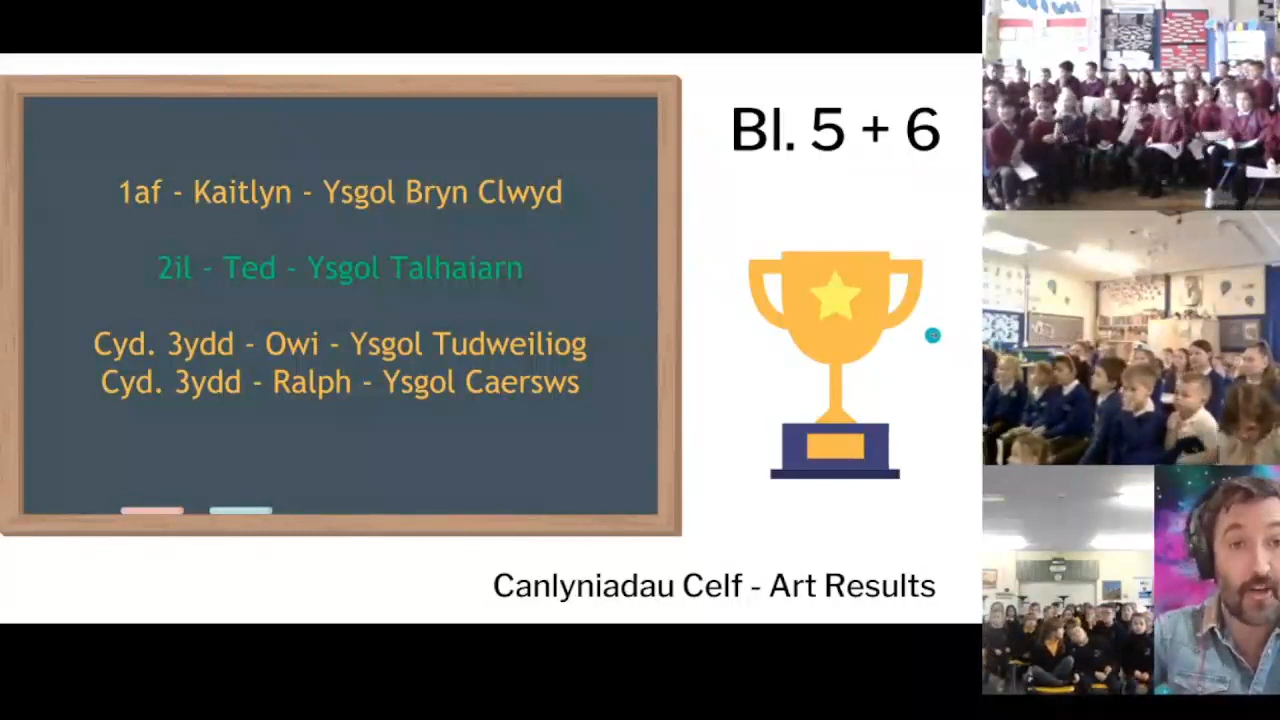 1af - Kaitlyn - Ysgol Bryn Clwyd
2il - Ted - Ysgol Talhaiarn
Cyd. 3ydd - Owi - Ysgol Tudweiliog
Cyd. 3ydd - Ralph - Ysgol Caersws
Bl. 5 + 6
Canlyniadau Celf - Art Results